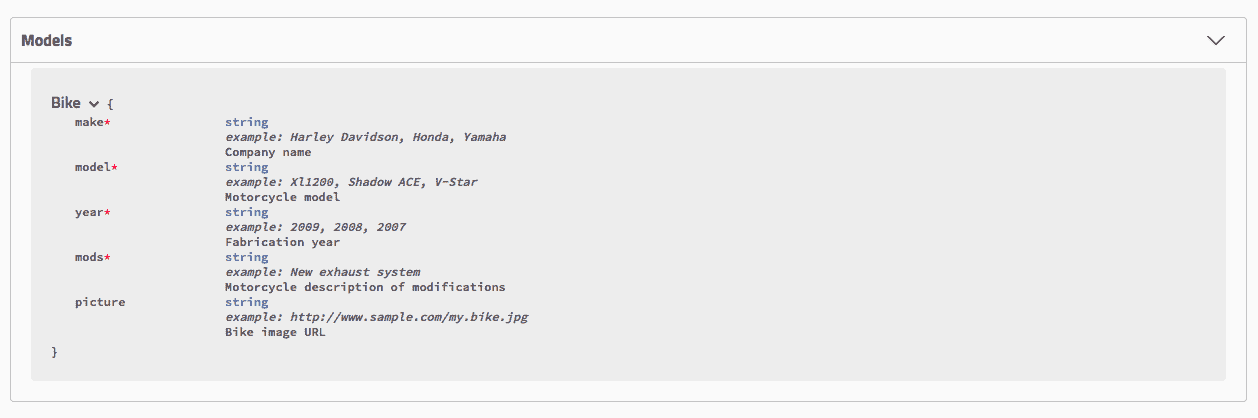 Models
Bike {
make* string
example: Harley Davidson, Honda, Yamaha
Company name
model* string
example: Xl1200, Shadow ACE, V-Star
Motorcycle model
year* string
example: 2009, 2008, 2007
Fabrication year
mods* string
example: New exhaust system
Motorcycle description of modifications
picture string
example: http://www.sample.com/my.bike.jpg
Bike image URL
}